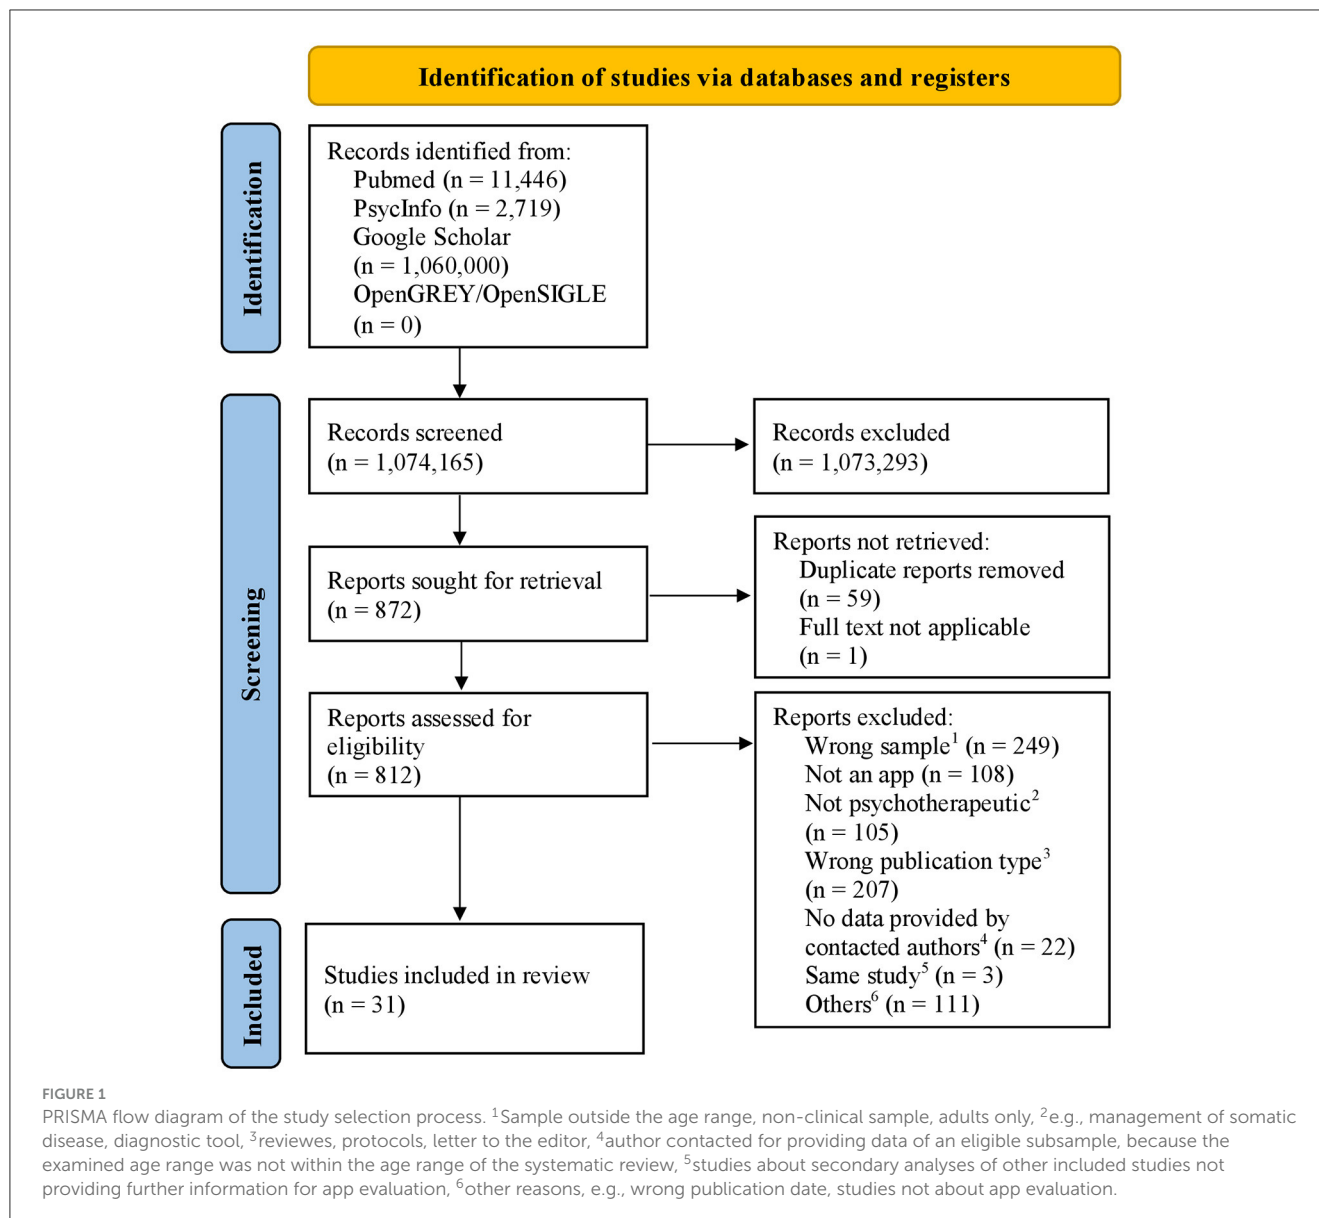 Identification of studies via databases and registers
Identification
Records identified from:
Pubmed (n = 11,446)
PsycInfo (n = 2,719)
Google Scholar
(n = 1,060,000)
OpenGREY/OpenSIGLE
(n = 0)
Screening
Records screened
(n = 1,074,165)
Records excluded
(n = 1,073,293)
Reports sought for retrieval
(n = 872)
Reports not retrieved:
Duplicate reports removed
(n = 59)
Full text not applicable
(n = 1)
Reports assessed for
eligibility
(n = 812)
Reports excluded:
Wrong sample¹ (n = 249)
Not an app (n = 108)
Not psychotherapeutic²
(n = 105)
Wrong publication type³
(n = 207)
No data provided by
contacted authors⁴ (n = 22)
Same study⁵ (n = 3)
Others⁶ (n = 111)
Included
Studies included in review
(n = 31)
FIGURE 1
PRISMA flow diagram of the study selection process. ¹Sample outside the age range, non-clinical sample, adults only, ²e.g., management of somatic
disease, diagnostic tool, ³reviewes, protocols, letter to the editor, ⁴author contacted for providing data of an eligible subsample, because the
examined age range was not within the age range of the systematic review, ⁵studies about secondary analyses of other included studies not
providing further information for app evaluation, ⁶other reasons, e.g., wrong publication date, studies not about app evaluation.